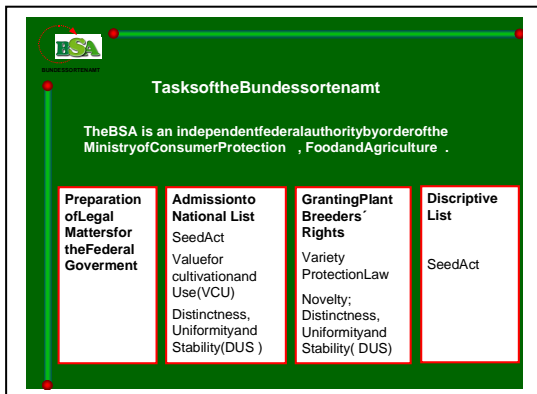 BSA
BUNDESSORTENAMT
TasksoftheBundessortenamt
TheBSA is an independentfederalauthoritybyorderofthe
MinistryofConsumerProtection , FoodandAgriculture .
Preparation
ofLegal
Mattersfor
theFederal
Goverment
Admissionto
National List
SeedAct
Valuefor
cultivationand
Use(VCU)
Distinctness,
Uniformityand
Stability(DUS )
GrantingPlant
Breeders´
Rights
Variety
ProtectionLaw
Novelty;
Distinctness,
Uniformityand
Stability( DUS)
Discriptive
List
SeedAct